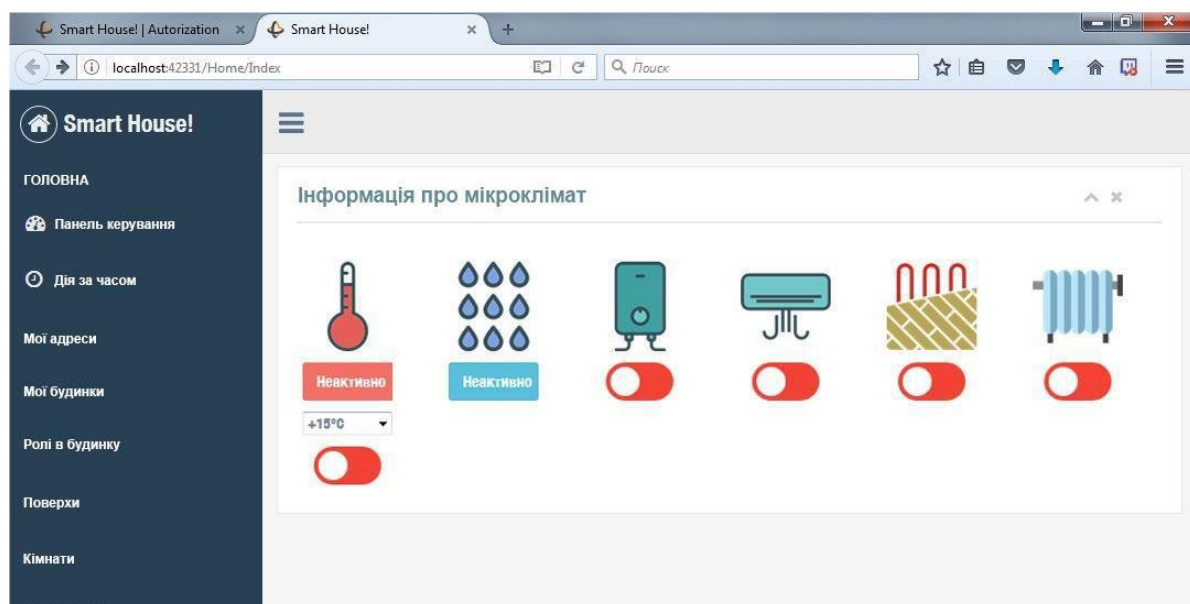 Smart House! | Autorization
Smart House!
localhost:42331/Home/Index
Поиск
Smart House!
ГОЛОВНА
Панель керування
Дія за часом
Мої адреси
Мої будинки
Ролі в будинку
Поверхи
Кімнати
Інформація про мікроклімат
Неактивно
Неактивно
+15°C